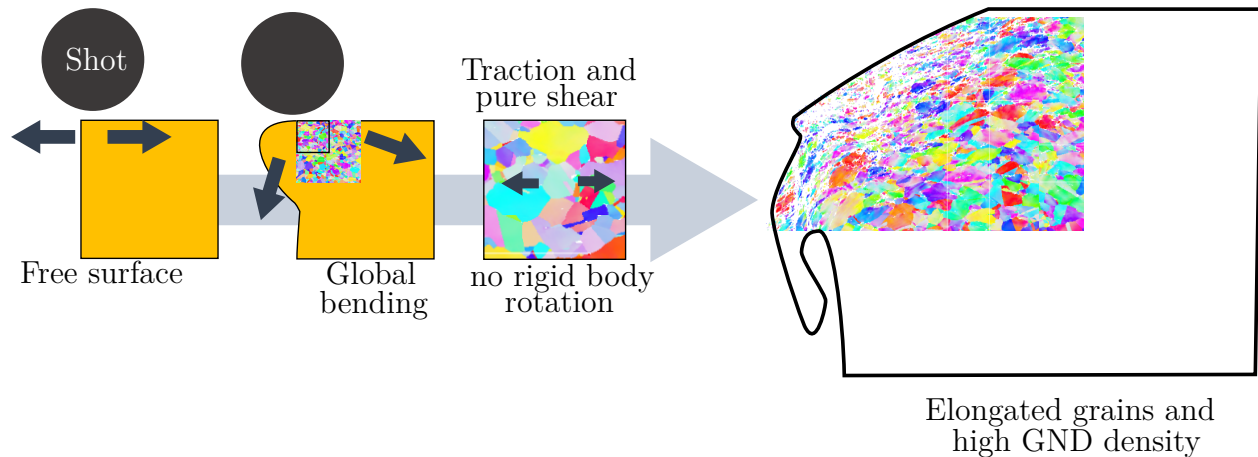 Shot
Free surface
Global
bending
Traction and
pure shear
no rigid body
rotation
Elongated grains and
high GND density